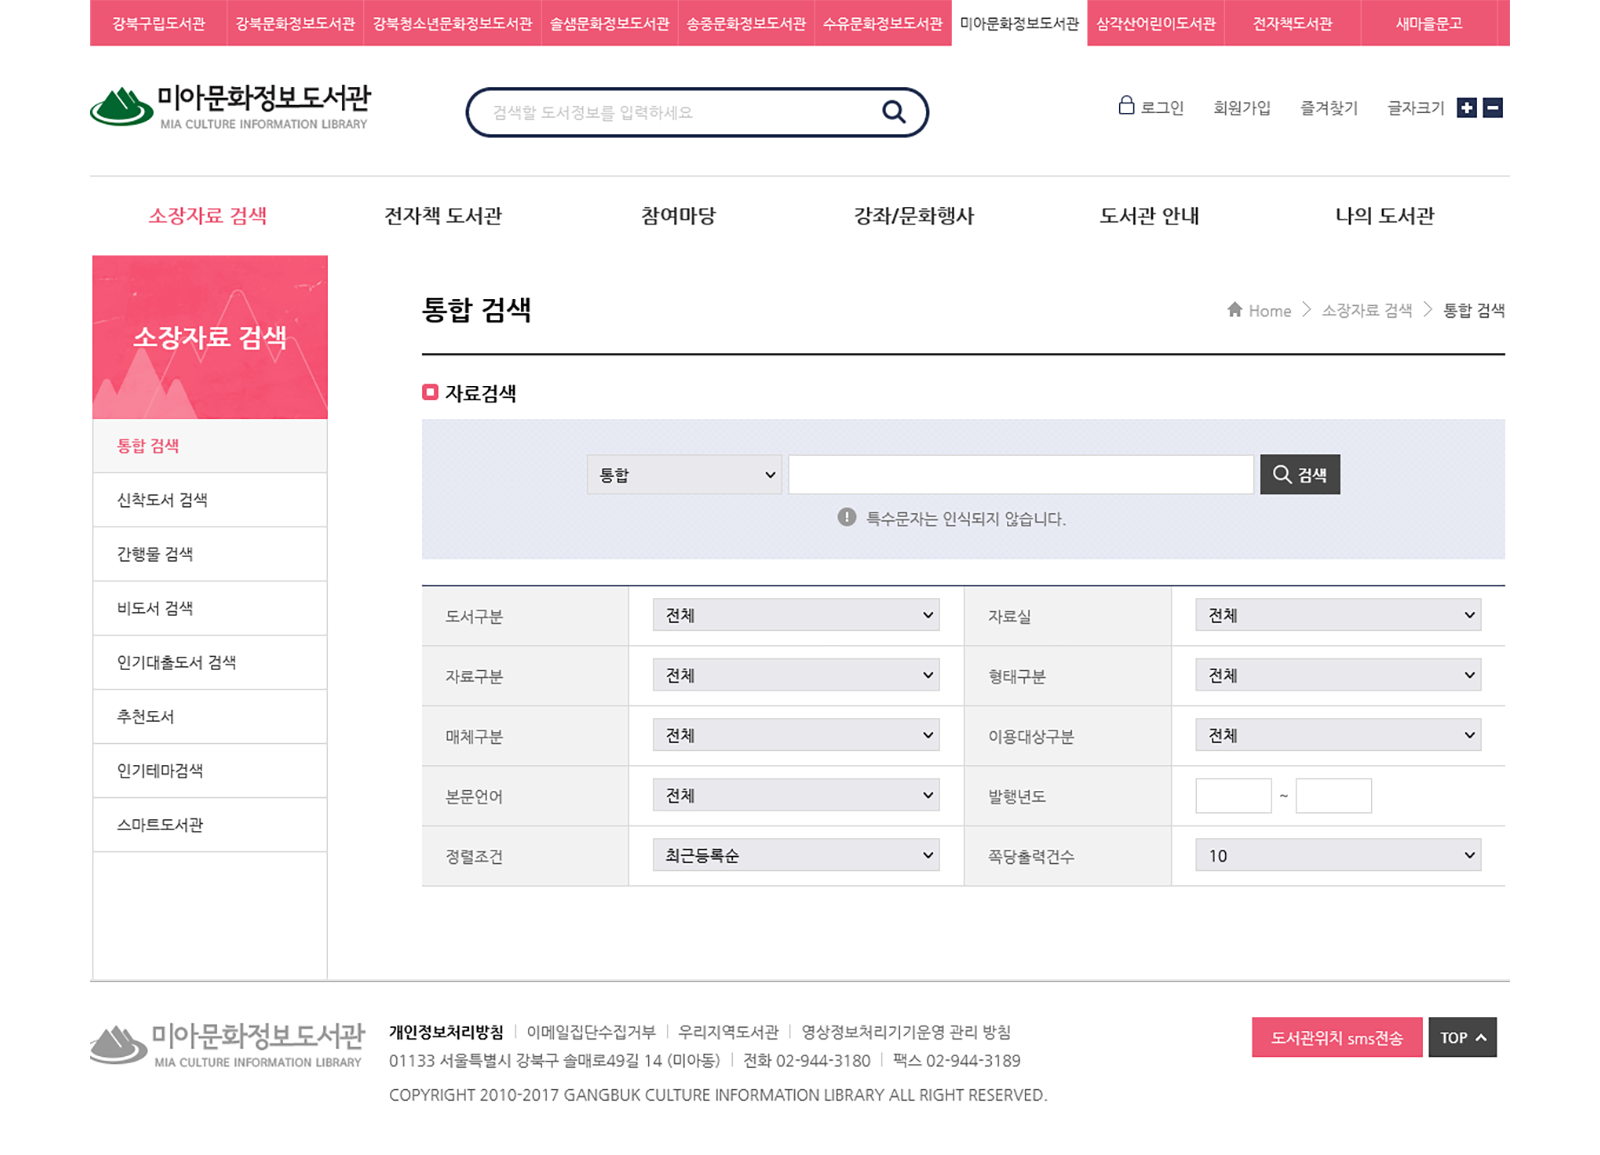 강북구립도서관 강북문화정보도서관 강북청소년문화정보도서관 솔샘문화정보도서관 송중문화정보도서관 수유문화정보도서관 미아문화정보도서관 삼각산어린이도서관 전자책도서관 새마을문고
미아문화정보도서관
MIA CULTURE INFORMATION LIBRARY
검색할 도서정보를 입력하세요
로그인 회원가입 즐겨찾기 글자크기
소장자료 검색 전자책 도서관 참여마당 강좌/문화행사 도서관 안내 나의 도서관
소장자료 검색
통합 검색
신착도서 검색
간행물 검색
비도서 검색
인기대출도서 검색
추천도서
인기테마검색
스마트도서관
통합 검색
Home > 소장자료 검색 > 통합 검색
자료검색
통합 검색
특수문자는 인식되지 않습니다.
도서구분 전체 자료실 전체
자료구분 전체 형태구분 전체
매체구분 전체 이용대상구분 전체
본문언어 전체 발행년도 ~
정렬조건 최근등록순 쪽당출력건수 10
미아문화정보도서관
MIA CULTURE INFORMATION LIBRARY
개인정보처리방침 | 이메일집단수집거부 | 우리지역도서관 | 영상정보처리기기운영 관리 방침
01133 서울특별시 강북구 솔매로49길 14 (미아동) | 전화 02-944-3180 | 팩스 02-944-3189
COPYRIGHT 2010-2017 GANGBUK CULTURE INFORMATION LIBRARY ALL RIGHT RESERVED.
도서관위치 sms전송 TOP